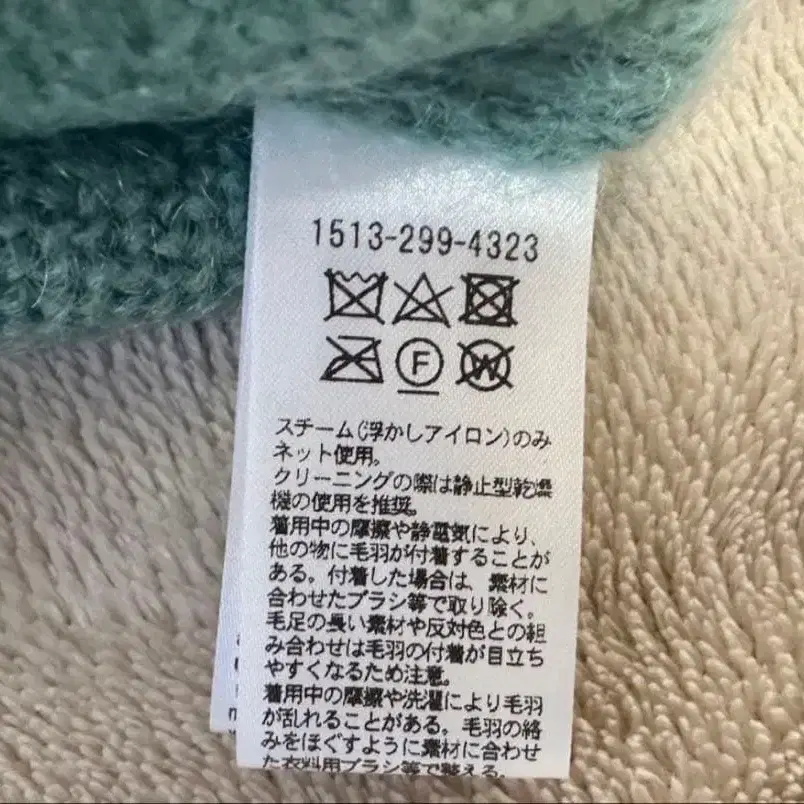 1513-299-4323
F
W
スチーム(浮かしアイロン)のみ
ネット使用。
クリーニングの際は静止型乾燥
機の使用を推奨。
着用中の摩擦や静電気により、
他の物に毛羽が付着することが
ある。付着した場合は、素材に
合わせたブラシ等で取り除く。
毛足の長い素材や反対色との組
み合わせは毛羽の付着が目立ち
やすくなるため注意。
着用中の摩擦や洗濯により毛羽
が乱れることがある。毛羽の絡
みをほぐすように素材に合わせ
た衣料用ブラシ等で整える。